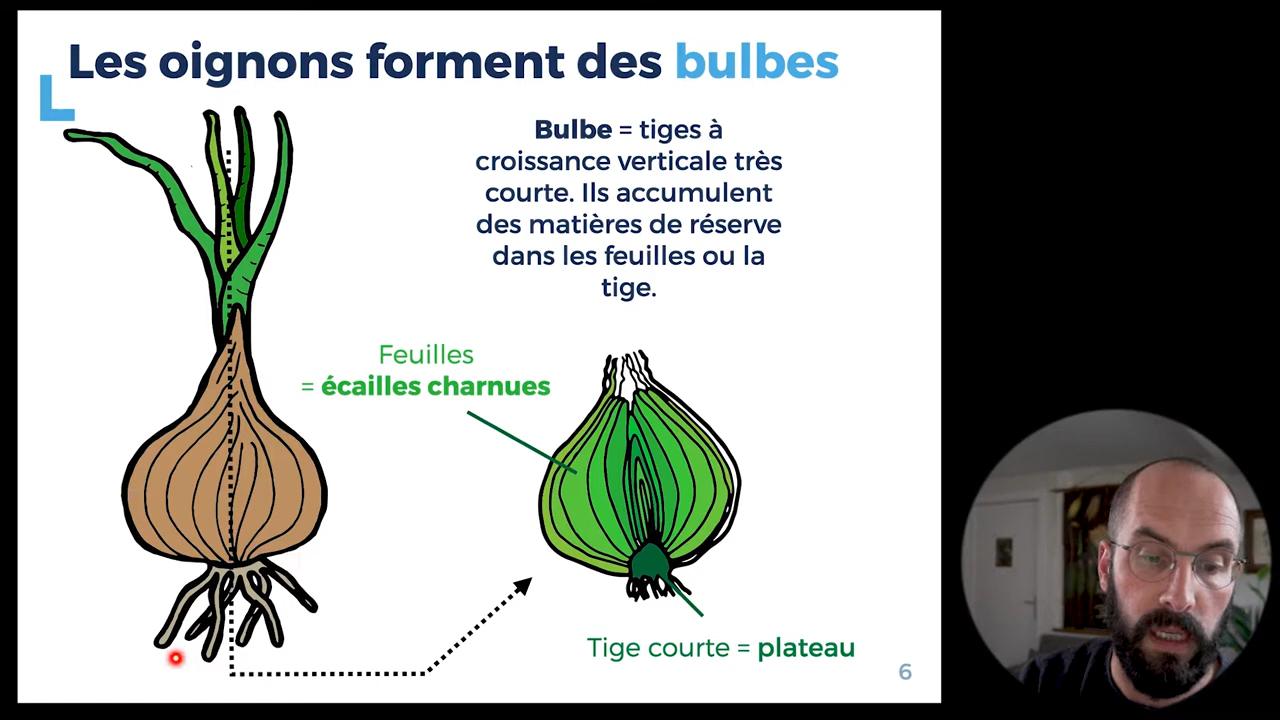 Les oignons forment des bulbes
Bulbe = tiges à
croissance verticale très
courte. Ils accumulent
des matières de réserve
dans les feuilles ou la
tige.
Feuilles
= écailles charnues
Tige courte = plateau
6